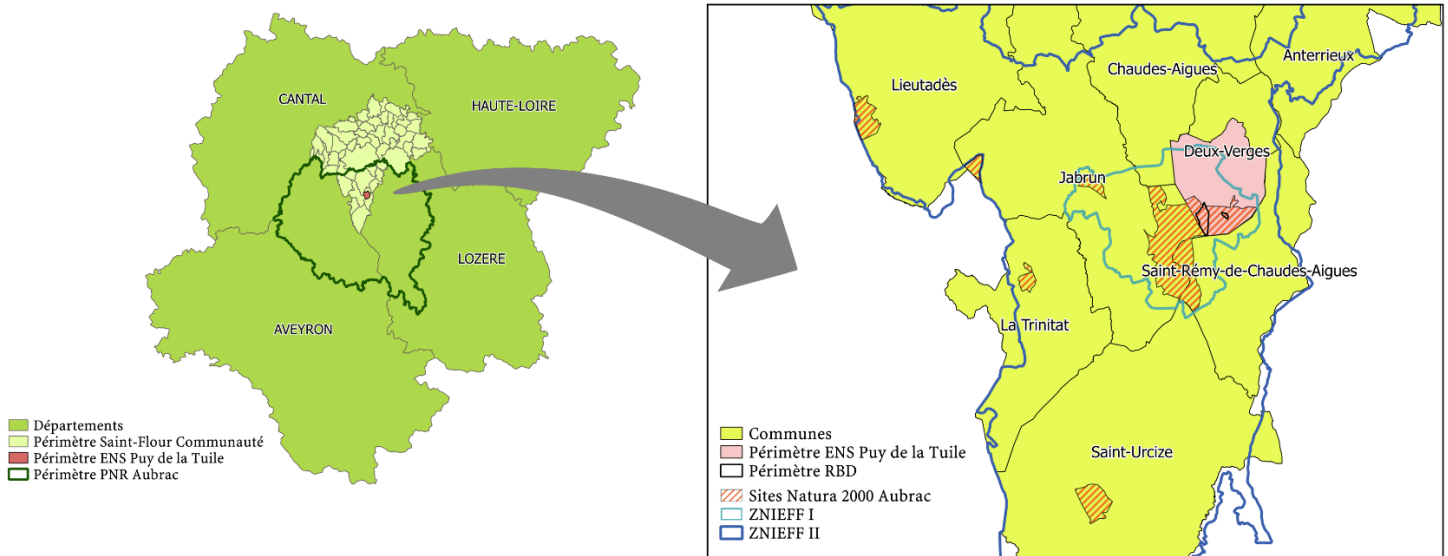 CANTAL
HAUTE-LOIRE
LOZERE
AVEYRON
Départements
Périmètre Saint-Flour Communauté
Périmètre ENS Puy de la Tuile
Périmètre PNR Aubrac
Anterrieux
Chaudes-Aigues
Lieutadès
Deux-Verges
Jabrun
Saint-Rémy-de-Chaudes-Aigues
La Trinitat
Saint-Urcize
Communes
Périmètre ENS Puy de la Tuile
Périmètre RBD
Sites Natura 2000 Aubrac
ZNIEFF I
ZNIEFF II